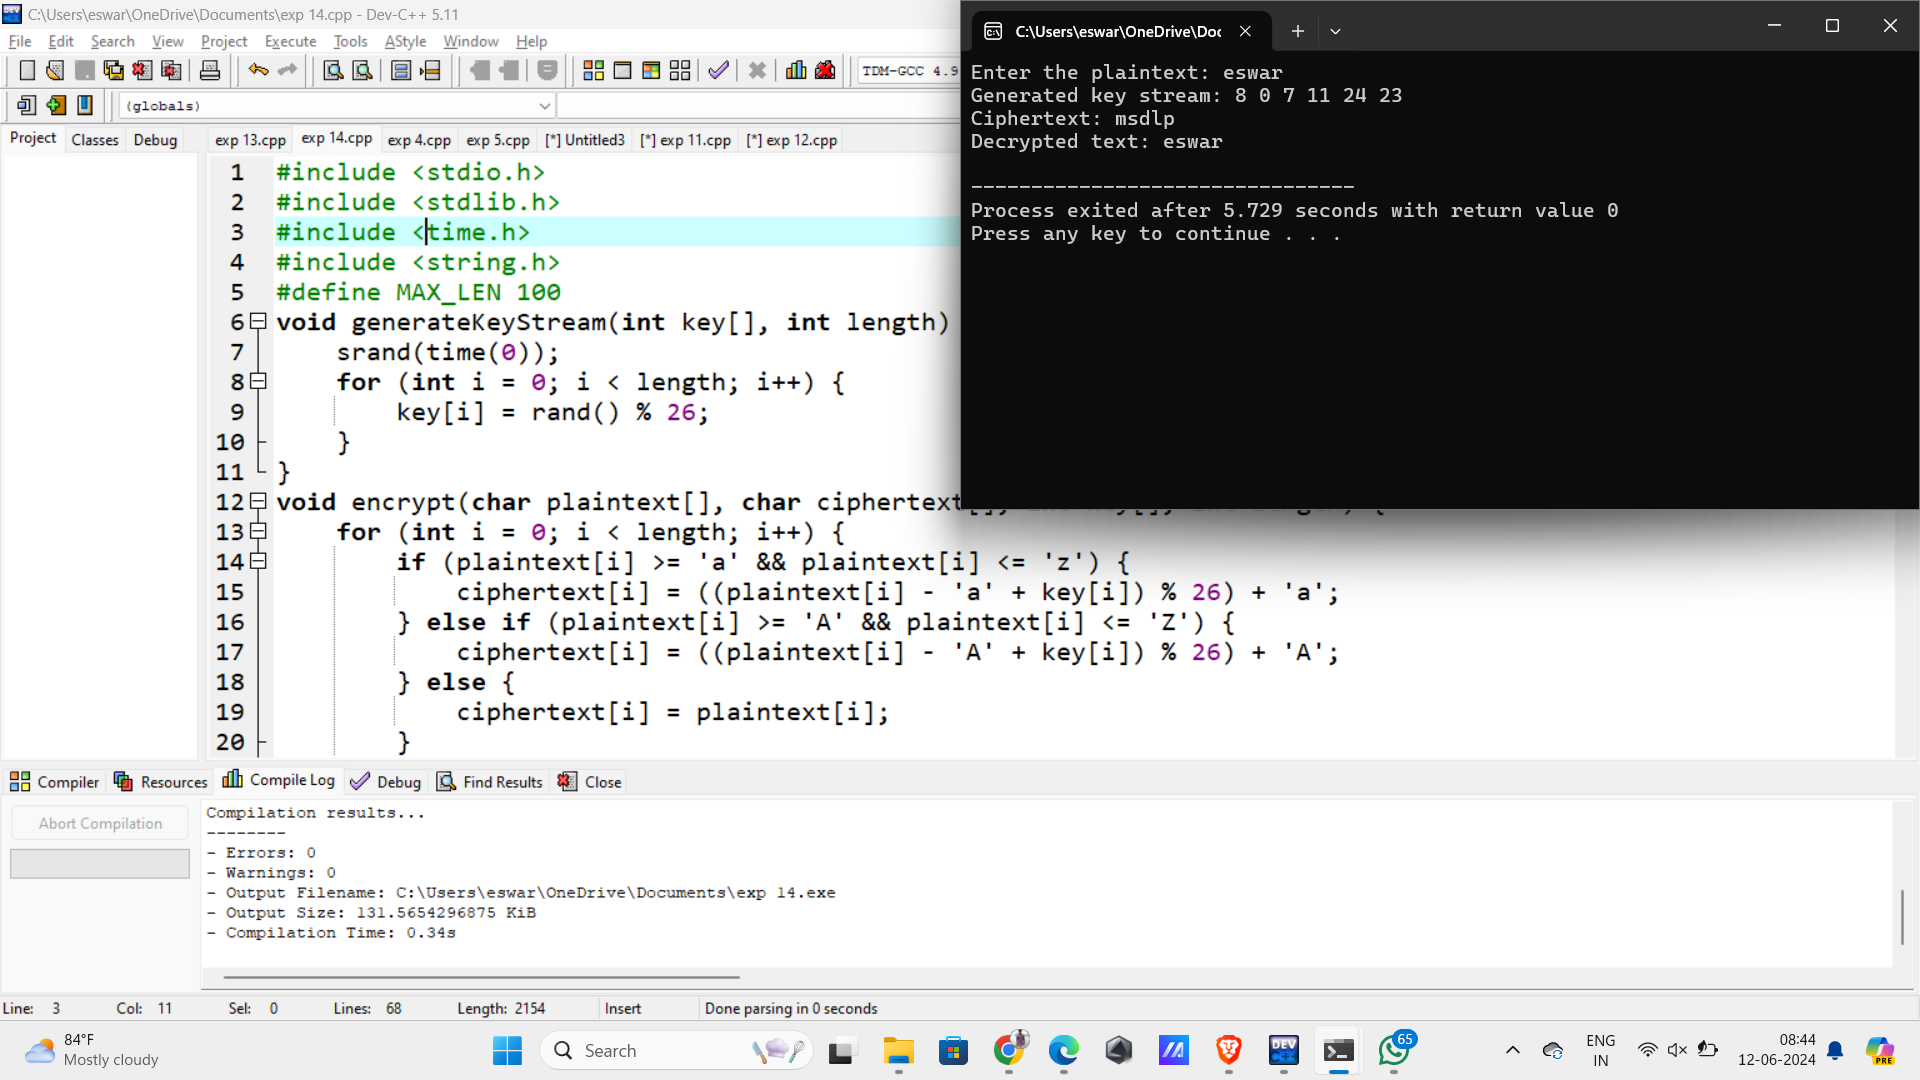 C:\Users\eswar\OneDrive\Documents\exp 14.cpp - Dev-C++ 5.11
File Edit Search View Project Execute Tools AStyle Window Help
TDM-GCC 4.9
(globals)
Project Classes Debug
exp 13.cpp exp 14.cpp exp 4.cpp exp 5.cpp [*] Untitled3 [*] exp 11.cpp [*] exp 12.cpp
1 #include <stdio.h>
2 #include <stdlib.h>
3 #include <time.h>
4 #include <string.h>
5 #define MAX_LEN 100
6 void generateKeyStream(int key[], int length)
7 srand(time(0));
8 for (int i = 0; i < length; i++) {
9 key[i] = rand() % 26;
10 }
11 }
12 void encrypt(char plaintext[], char ciphertext
13 for (int i = 0; i < length; i++) {
14 if (plaintext[i] >= 'a' && plaintext[i] <= 'z') {
15 ciphertext[i] = ((plaintext[i] - 'a' + key[i]) % 26) + 'a';
16 } else if (plaintext[i] >= 'A' && plaintext[i] <= 'Z') {
17 ciphertext[i] = ((plaintext[i] - 'A' + key[i]) % 26) + 'A';
18 } else {
19 ciphertext[i] = plaintext[i];
20 }
C:\Users\eswar\OneDrive\Doc
Enter the plaintext: eswar
Generated key stream: 8 0 7 11 24 23
Ciphertext: msdlp
Decrypted text: eswar
--------------------------------
Process exited after 5.729 seconds with return value 0
Press any key to continue . . .
Compiler Resources Compile Log Debug Find Results Close
Abort Compilation
Compilation results...
--------
- Errors: 0
- Warnings: 0
- Output Filename: C:\Users\eswar\OneDrive\Documents\exp 14.exe
- Output Size: 131.5654296875 KiB
- Compilation Time: 0.34s
Line: 3 Col: 11 Sel: 0 Lines: 68 Length: 2154 Insert Done parsing in 0 seconds
84°F
Mostly cloudy
Search
DEV
65
ENG
IN
08:44
12-06-2024
PRE